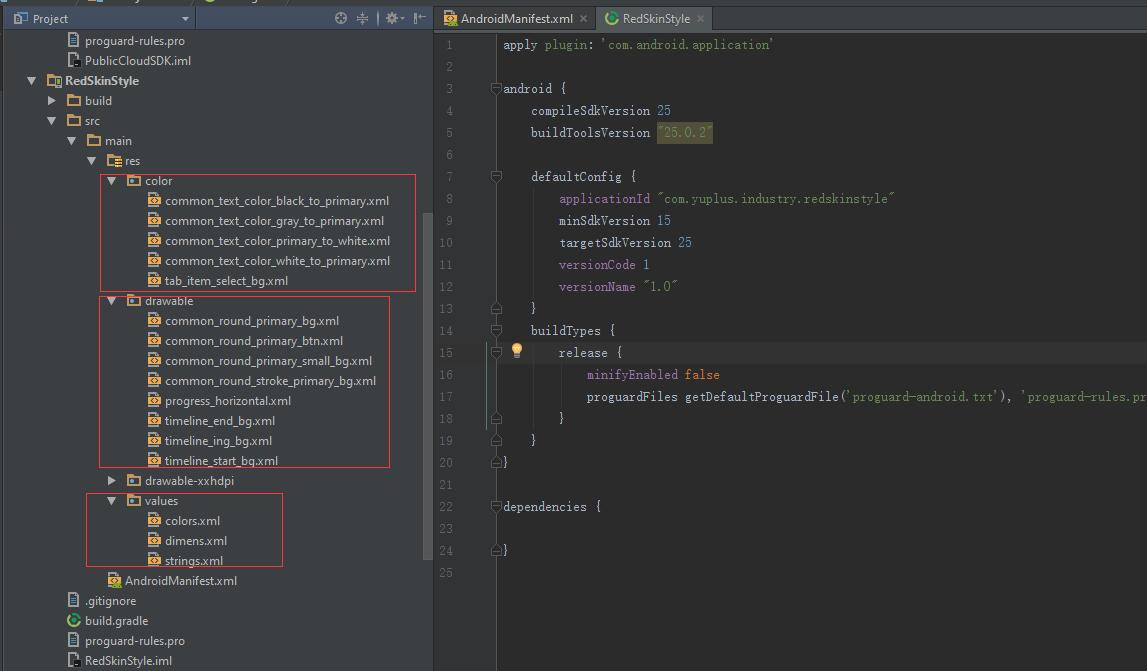 Project
proguard-rules.pro
PublicCloudSDK.iml
RedSkinStyle
build
src
main
res
color
common_text_color_black_to_primary.xml
common_text_color_gray_to_primary.xml
common_text_color_primary_to_white.xml
common_text_color_white_to_primary.xml
tab_item_select_bg.xml
drawable
common_round_primary_bg.xml
common_round_primary_btn.xml
common_round_primary_small_bg.xml
common_round_stroke_primary_bg.xml
progress_horizontal.xml
timeline_end_bg.xml
timeline_ing_bg.xml
timeline_start_bg.xml
drawable-xxhdpi
values
colors.xml
dimens.xml
strings.xml
AndroidManifest.xml
.gitignore
build.gradle
proguard-rules.pro
RedSkinStyle.iml
AndroidManifest.xml × RedSkinStyle ×
1 apply plugin: 'com.android.application'
2
3 android {
4 compileSdkVersion 25
5 buildToolsVersion "25.0.2"
6
7 defaultConfig {
8 applicationId "com.yuplus.industry.redskinstyle"
9 minSdkVersion 15
10 targetSdkVersion 25
11 versionCode 1
12 versionName "1.0"
13 }
14 buildTypes {
15 release {
16 minifyEnabled false
17 proguardFiles getDefaultProguardFile('proguard-android.txt'), 'proguard-rules.pr
18 }
19 }
20 }
21
22 dependencies {
23
24 }
25